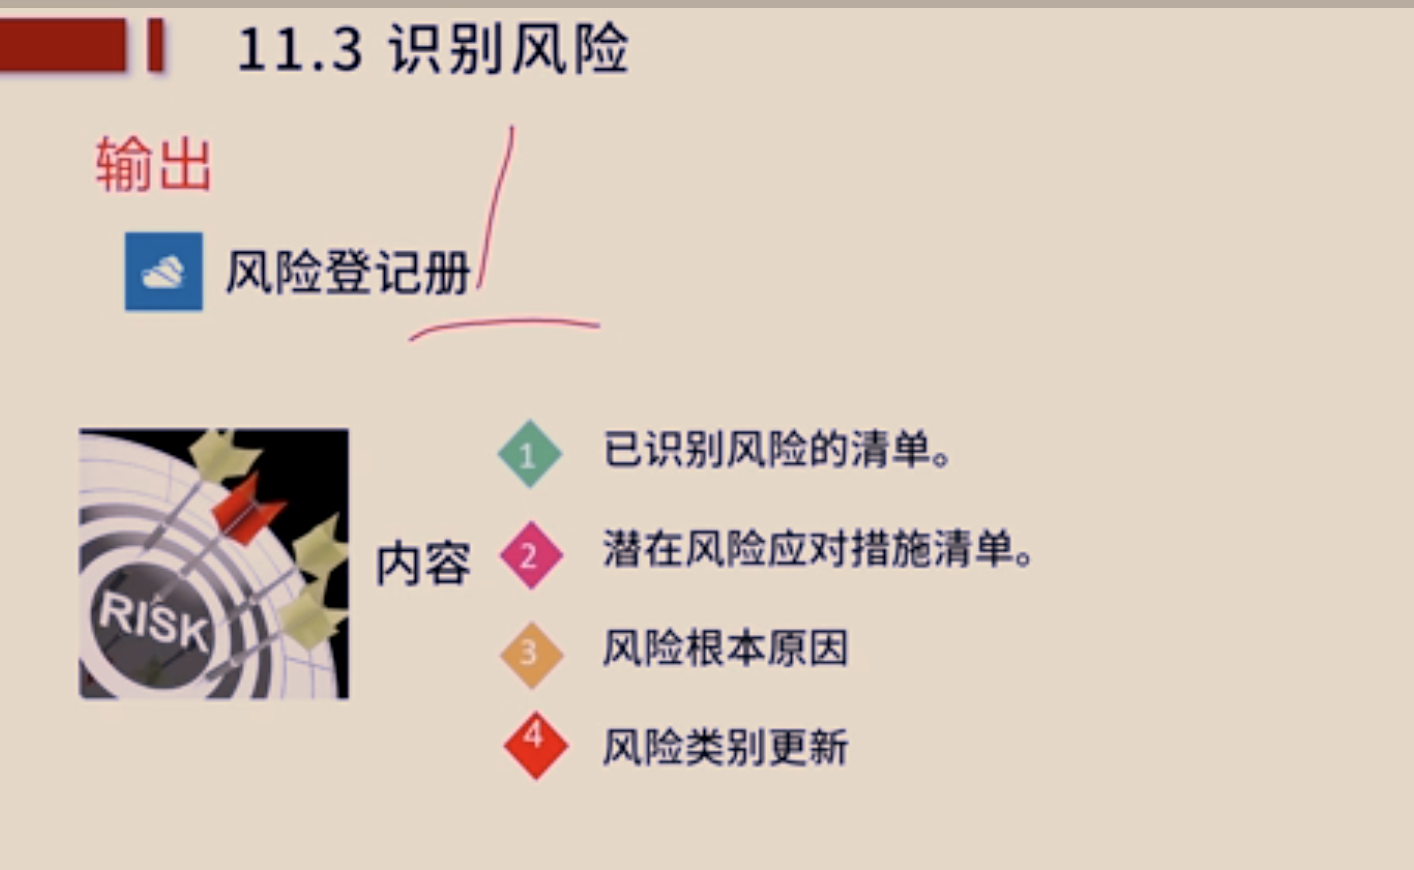 11.3 识别风险
输出
风险登记册
RISK
内容
1 已识别风险的清单。
2 潜在风险应对措施清单。
3 风险根本原因
4 风险类别更新